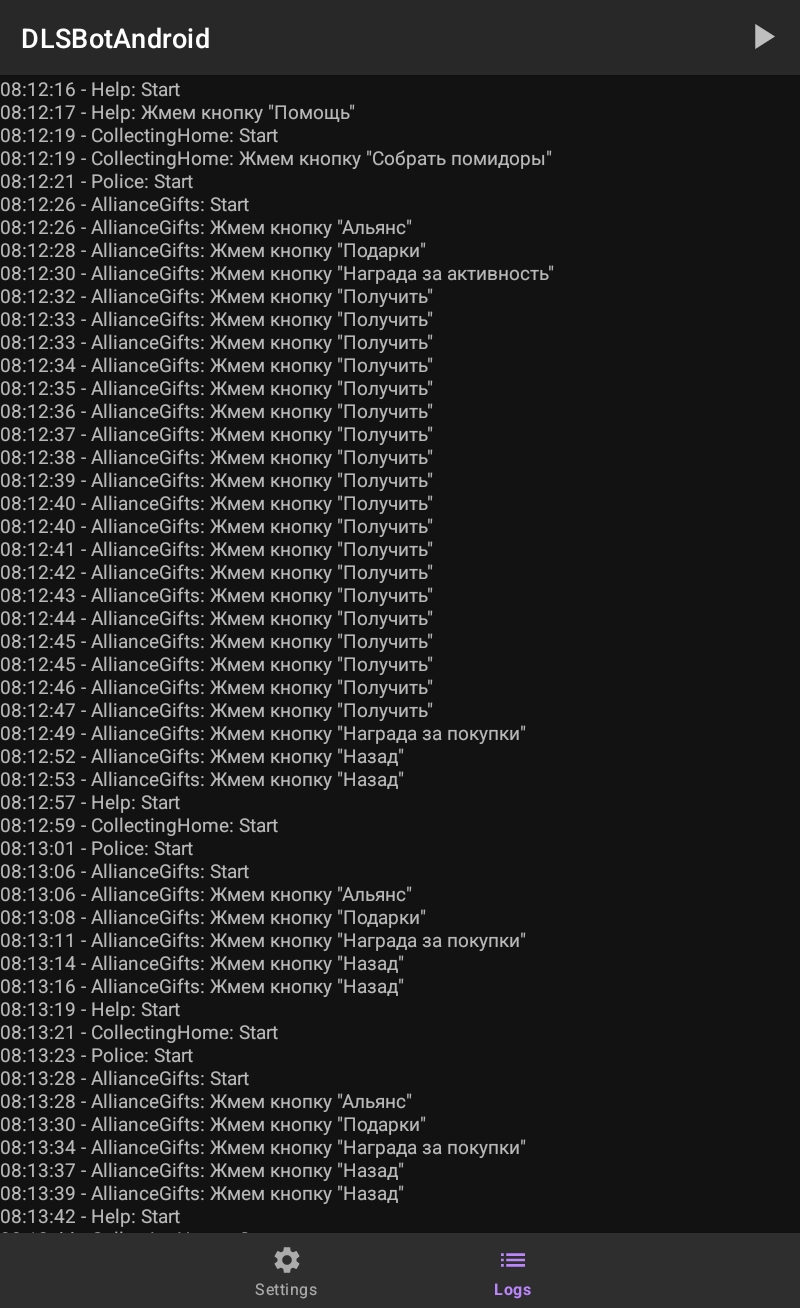 DLSBotAndroid
08:12:16 - Help: Start
08:12:17 - Help: Жмем кнопку "Помощь"
08:12:19 - CollectingHome: Start
08:12:19 - CollectingHome: Жмем кнопку "Собрать помидоры"
08:12:21 - Police: Start
08:12:26 - AllianceGifts: Start
08:12:26 - AllianceGifts: Жмем кнопку "Альянс"
08:12:28 - AllianceGifts: Жмем кнопку "Подарки"
08:12:30 - AllianceGifts: Жмем кнопку "Награда за активность"
08:12:32 - AllianceGifts: Жмем кнопку "Получить"
08:12:33 - AllianceGifts: Жмем кнопку "Получить"
08:12:33 - AllianceGifts: Жмем кнопку "Получить"
08:12:34 - AllianceGifts: Жмем кнопку "Получить"
08:12:35 - AllianceGifts: Жмем кнопку "Получить"
08:12:36 - AllianceGifts: Жмем кнопку "Получить"
08:12:37 - AllianceGifts: Жмем кнопку "Получить"
08:12:38 - AllianceGifts: Жмем кнопку "Получить"
08:12:39 - AllianceGifts: Жмем кнопку "Получить"
08:12:40 - AllianceGifts: Жмем кнопку "Получить"
08:12:40 - AllianceGifts: Жмем кнопку "Получить"
08:12:41 - AllianceGifts: Жмем кнопку "Получить"
08:12:42 - AllianceGifts: Жмем кнопку "Получить"
08:12:43 - AllianceGifts: Жмем кнопку "Получить"
08:12:44 - AllianceGifts: Жмем кнопку "Получить"
08:12:45 - AllianceGifts: Жмем кнопку "Получить"
08:12:45 - AllianceGifts: Жмем кнопку "Получить"
08:12:46 - AllianceGifts: Жмем кнопку "Получить"
08:12:47 - AllianceGifts: Жмем кнопку "Получить"
08:12:49 - AllianceGifts: Жмем кнопку "Награда за покупки"
08:12:52 - AllianceGifts: Жмем кнопку "Назад"
08:12:53 - AllianceGifts: Жмем кнопку "Назад"
08:12:57 - Help: Start
08:12:59 - CollectingHome: Start
08:13:01 - Police: Start
08:13:06 - AllianceGifts: Start
08:13:06 - AllianceGifts: Жмем кнопку "Альянс"
08:13:08 - AllianceGifts: Жмем кнопку "Подарки"
08:13:11 - AllianceGifts: Жмем кнопку "Награда за покупки"
08:13:14 - AllianceGifts: Жмем кнопку "Назад"
08:13:16 - AllianceGifts: Жмем кнопку "Назад"
08:13:19 - Help: Start
08:13:21 - CollectingHome: Start
08:13:23 - Police: Start
08:13:28 - AllianceGifts: Start
08:13:28 - AllianceGifts: Жмем кнопку "Альянс"
08:13:30 - AllianceGifts: Жмем кнопку "Подарки"
08:13:34 - AllianceGifts: Жмем кнопку "Награда за покупки"
08:13:37 - AllianceGifts: Жмем кнопку "Назад"
08:13:39 - AllianceGifts: Жмем кнопку "Назад"
08:13:42 - Help: Start
Settings
Logs